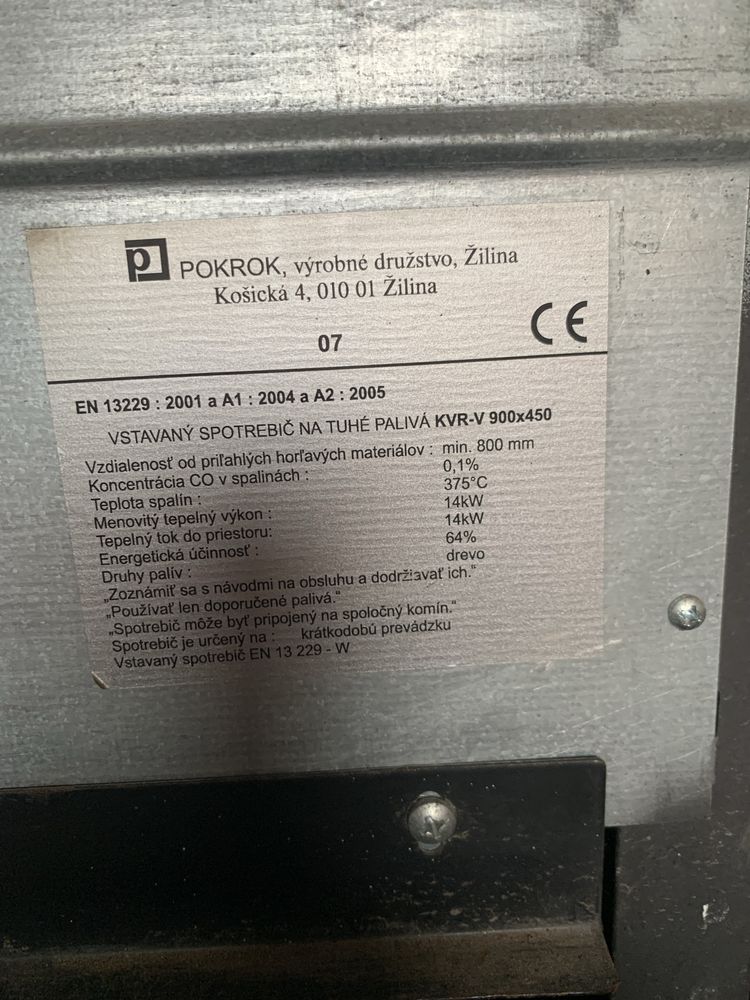 p POKROK, výrobné družstvo, Žilina
Košická 4, 010 01 Žilina
07 CE
EN 13229 : 2001 a A1 : 2004 a A2 : 2005
VSTAVANÝ SPOTREBIČ NA TUHÉ PALIVÁ KVR-V 900x450
Vzdialenosť od priľahlých horľavých materiálov : min. 800 mm
Koncentrácia CO v spalinách : 0,1%
Teplota spalín : 375°C
Menovitý tepelný výkon : 14kW
Tepelný tok do priestoru: 14kW
Energetická účinnosť : 64%
Druhy palív : drevo
„Zoznámiť sa s návodmi na obsluhu a dodržiavať ich."
„Používať len doporučené palivá."
„Spotrebič môže byť pripojený na spoločný komín."
Spotrebič je určený na : krátkodobú prevádzku
Vstavaný spotrebič EN 13 229 - W